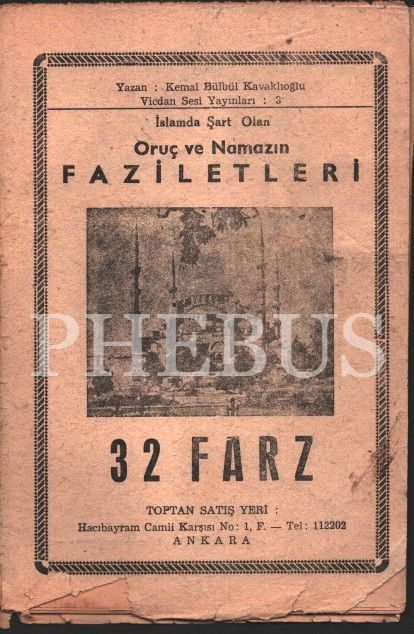 Yazan : Kemal Bülbül Kavaklıoğlu
Vicdan Sesi Yayınları : 3
İslamda Şart Olan
Oruç ve Namazın
FAZİLETLERİ
PHEBUS
32 FARZ
TOPTAN SATIŞ YERİ :
Hacıbayram Camii Karşısı No: 1, F. — Tel: 112202
ANKARA